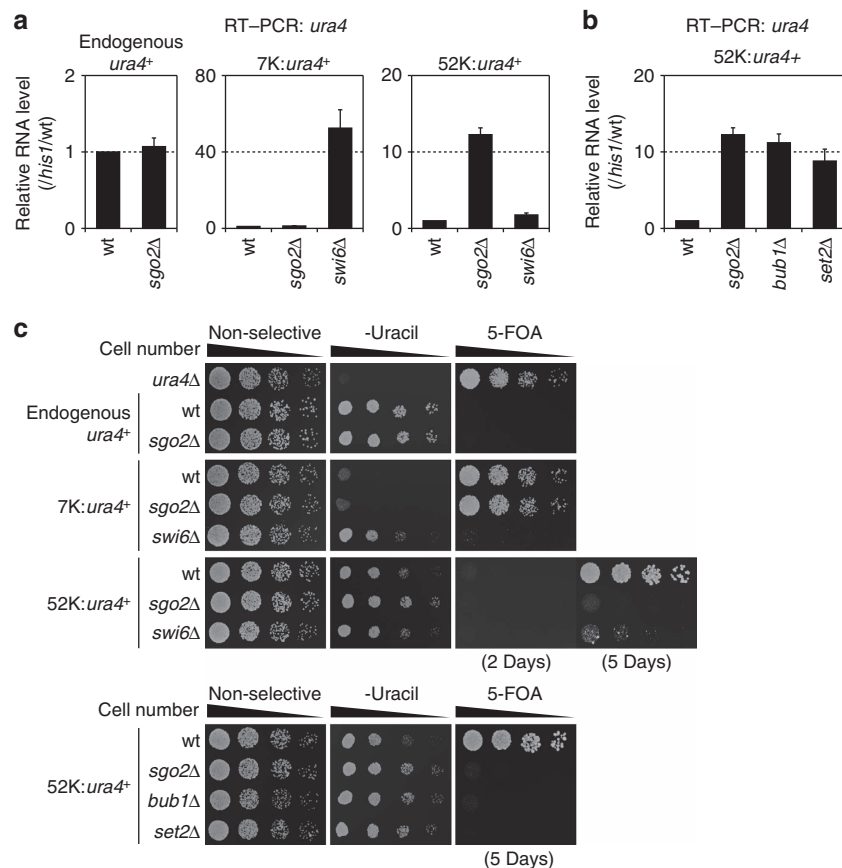 a
RT–PCR: ura4
Endogenous
ura4+
7K:ura4+
52K:ura4+
Relative RNA level
(/his1/wt)
2
1
0
80
40
0
20
10
0
wt
sgo2Δ
wt
sgo2Δ
swi6Δ
wt
sgo2Δ
swi6Δ
b
RT–PCR: ura4
52K:ura4+
Relative RNA level
(/his1/wt)
20
10
0
wt
sgo2Δ
bub1Δ
set2Δ
c
Non-selective -Uracil 5-FOA
Cell number
ura4Δ
Endogenous
ura4+
wt
sgo2Δ
7K:ura4+
wt
sgo2Δ
swi6Δ
52K:ura4+
wt
sgo2Δ
swi6Δ
(2 Days) (5 Days)
Non-selective -Uracil 5-FOA
Cell number
52K:ura4+
wt
sgo2Δ
bub1Δ
set2Δ
(5 Days)